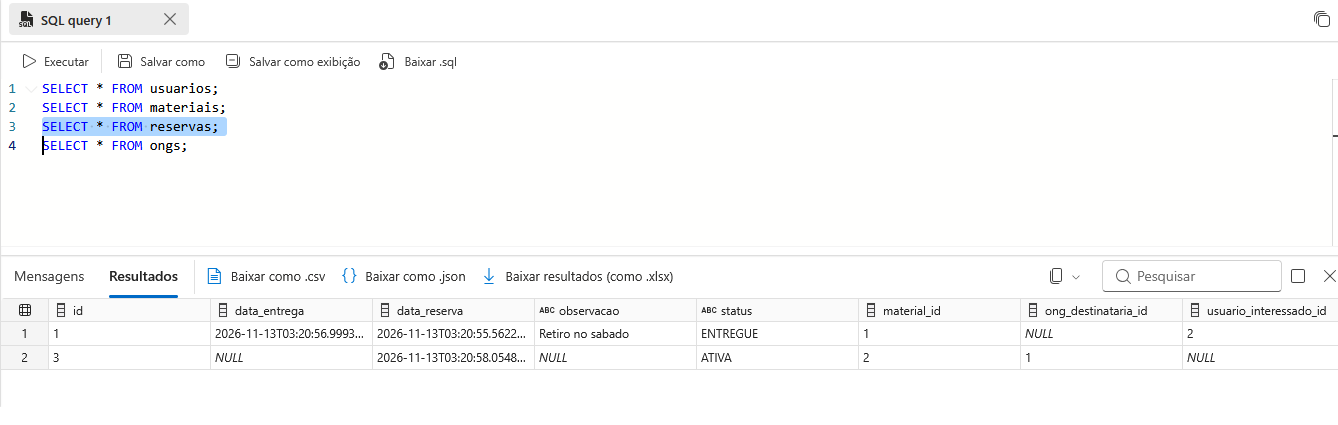 SQL query 1
Executar Salvar como Salvar como exibição Baixar .sql
1 SELECT * FROM usuarios;
2 SELECT * FROM materiais;
3 SELECT * FROM reservas;
4 SELECT * FROM ongs;
Mensagens Resultados Baixar como .csv Baixar como .json Baixar resultados (como .xlsx) Pesquisar
id data_entrega data_reserva ABC observacao ABC status material_id ong_destinataria_id usuario_interessado_id
1 1 2026-11-13T03:20:56.9993... 2026-11-13T03:20:55.5622... Retiro no sabado ENTREGUE 1 NULL 2
2 3 NULL 2026-11-13T03:20:58.0548... NULL ATIVA 2 1 NULL